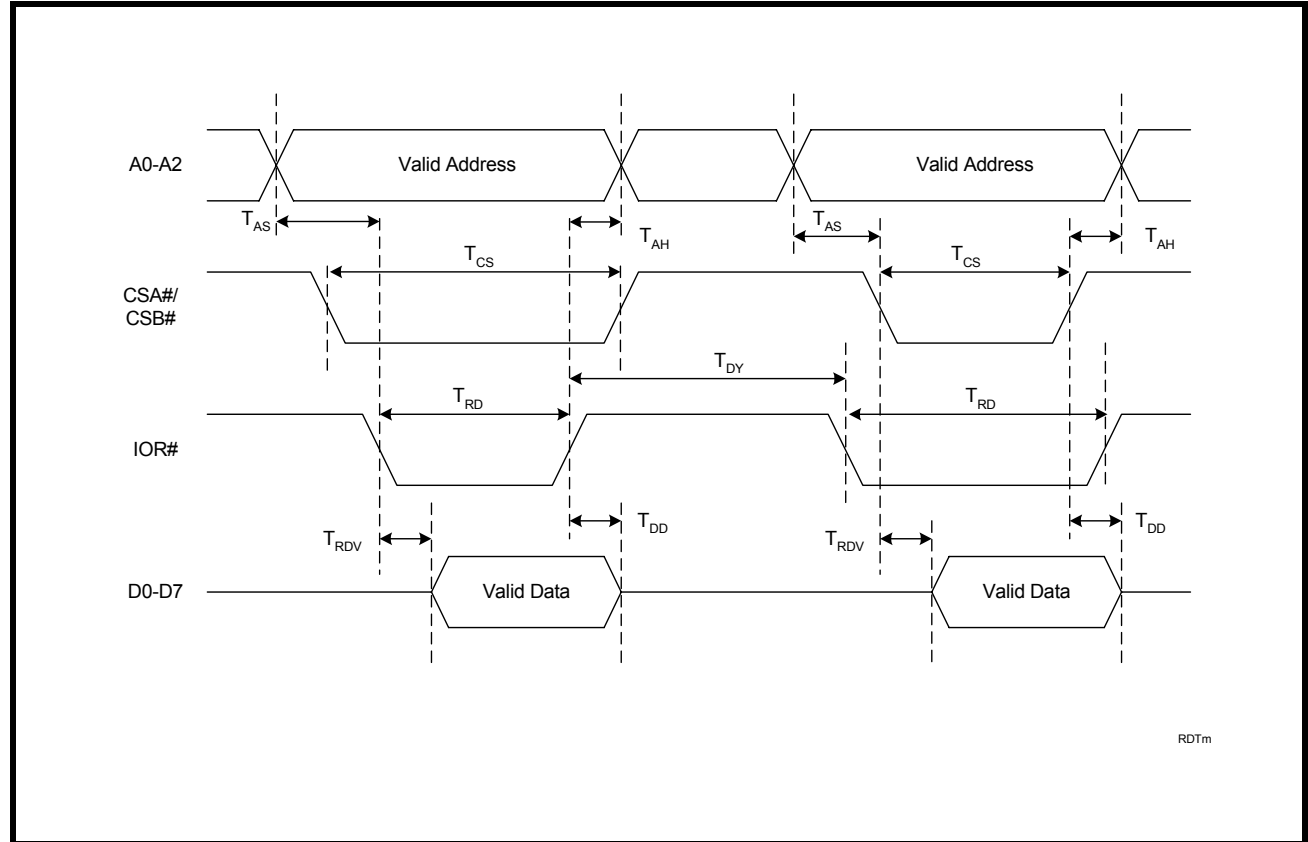 A0-A2
Valid Address
Valid Address
TAS
TAH
TAS
TAH
TCS
TCS
CSA#/
CSB#
TDY
TRD
TRD
IOR#
TRDV
TDD
TRDV
TDD
D0-D7
Valid Data
Valid Data
RDTm